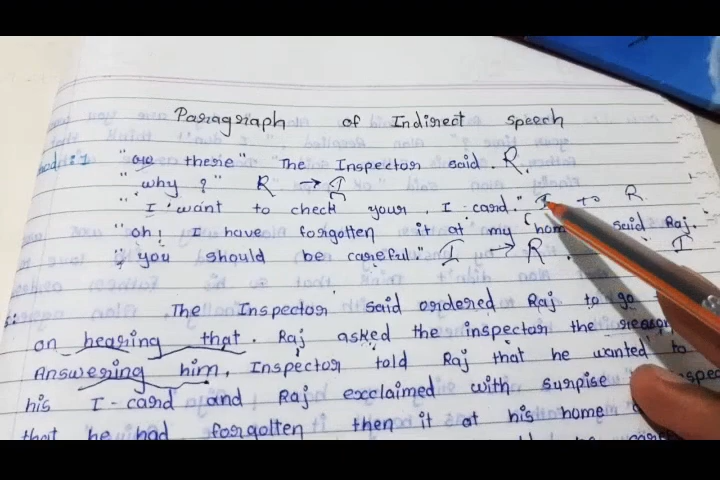 Paragraph of Indirect speech
"Go there" The Inspector said. R.
"why ?" R → I
"I want to check your I-card." I to R
"oh! I have forgotten it at my home said Raj. I
"you should be careful." I → R.
The Inspector said ordered Raj to go
on hearing that. Raj asked the inspector the reason
Answering him, Inspector told Raj that he wanted to
his I-card and Raj exclaimed with surprise
that he had forgotten then it at his home